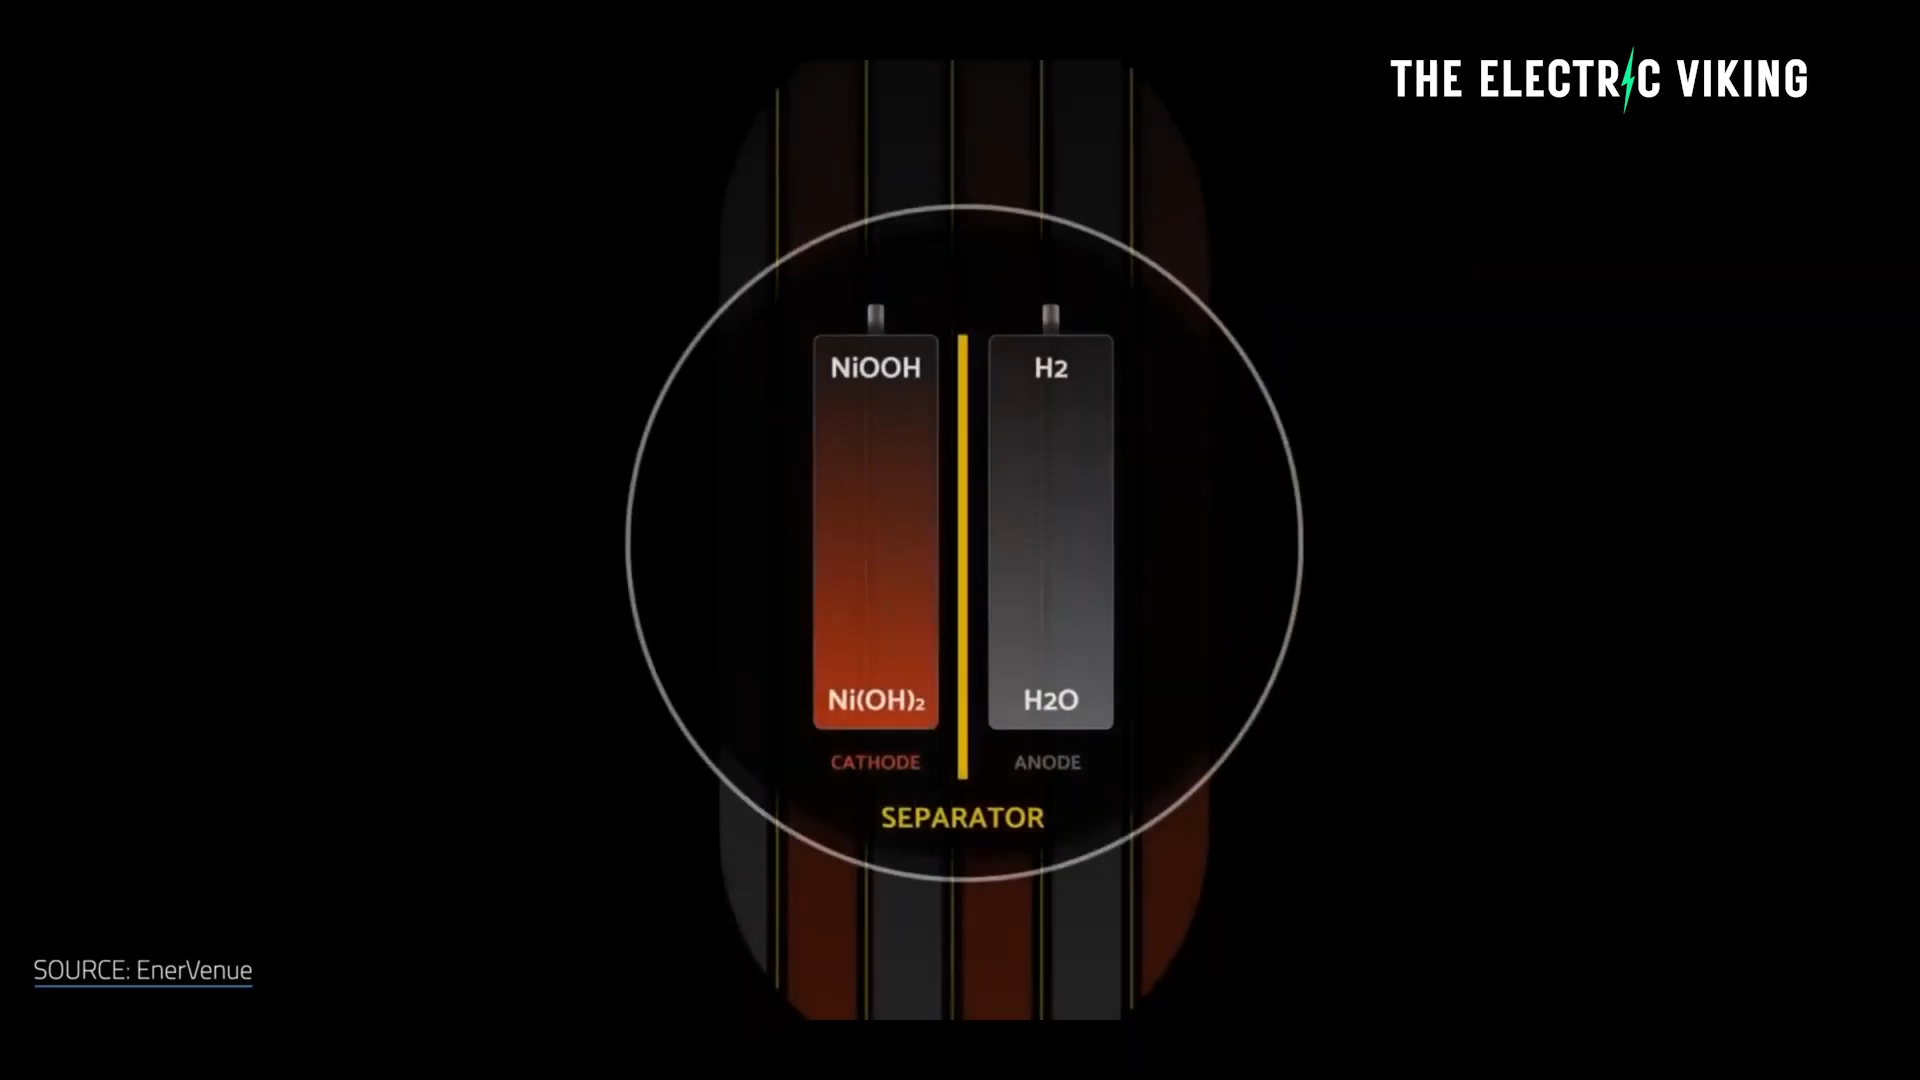 THE ELECTRIC VIKING
NiOOH
H2
Ni(OH)₂
H2O
CATHODE
ANODE
SEPARATOR
SOURCE: EnerVenue